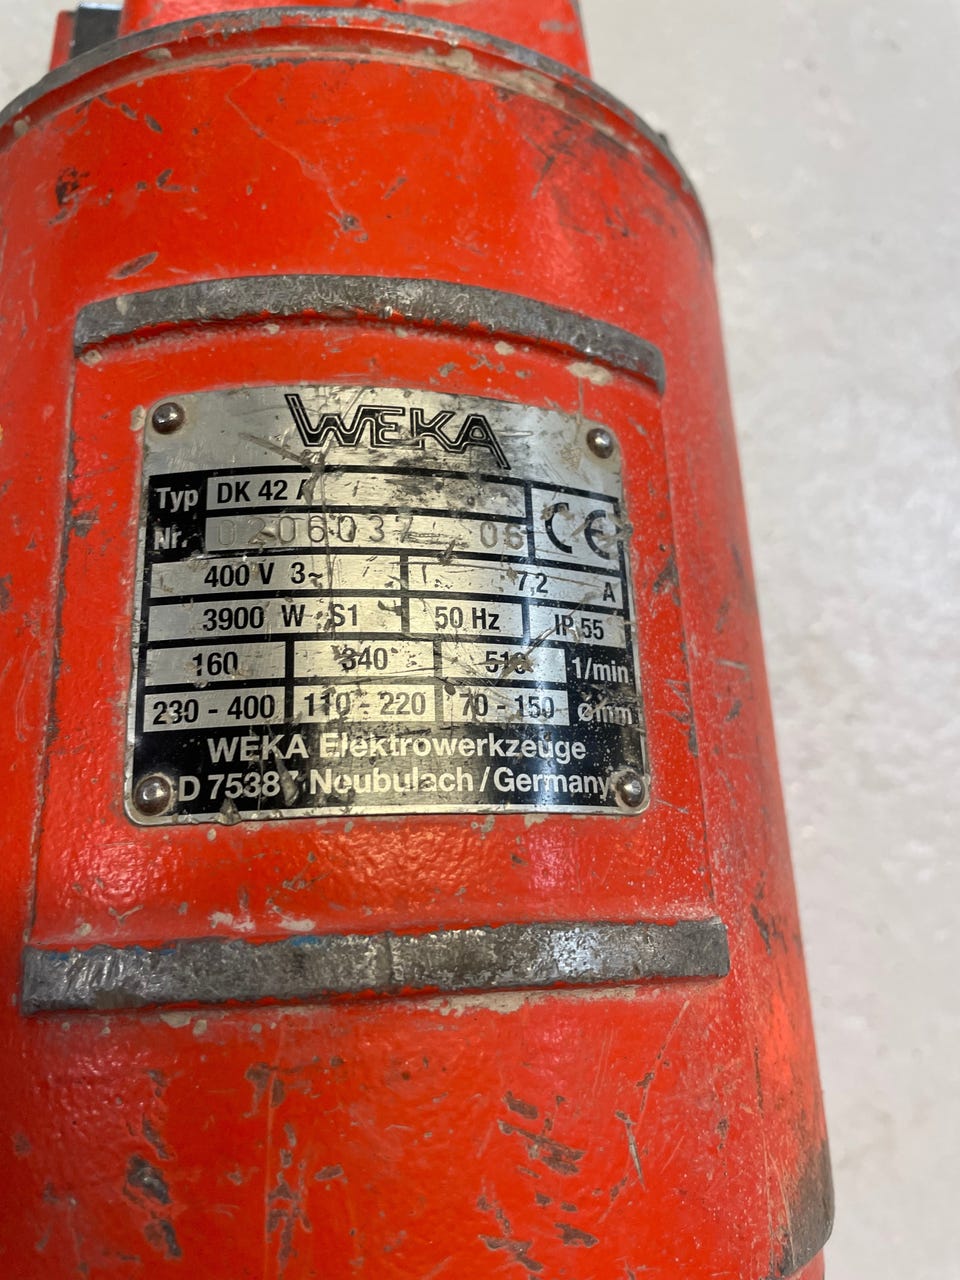 WEKA
Typ DK 42
Nr. 0206037 06 CE
400 V 3~ 7,2 A
3900 W S1 50 Hz IP 55
160 340 1/min
230 - 400 110 - 220 70 - 150 ømm
WEKA Elektrowerkzeuge
D Neubulach/Germany